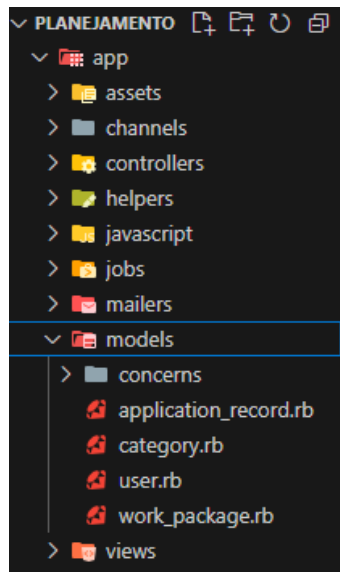 PLANEJAMENTO
app
assets
channels
controllers
helpers
javascript
jobs
mailers
models
concerns
application_record.rb
category.rb
user.rb
work_package.rb
views